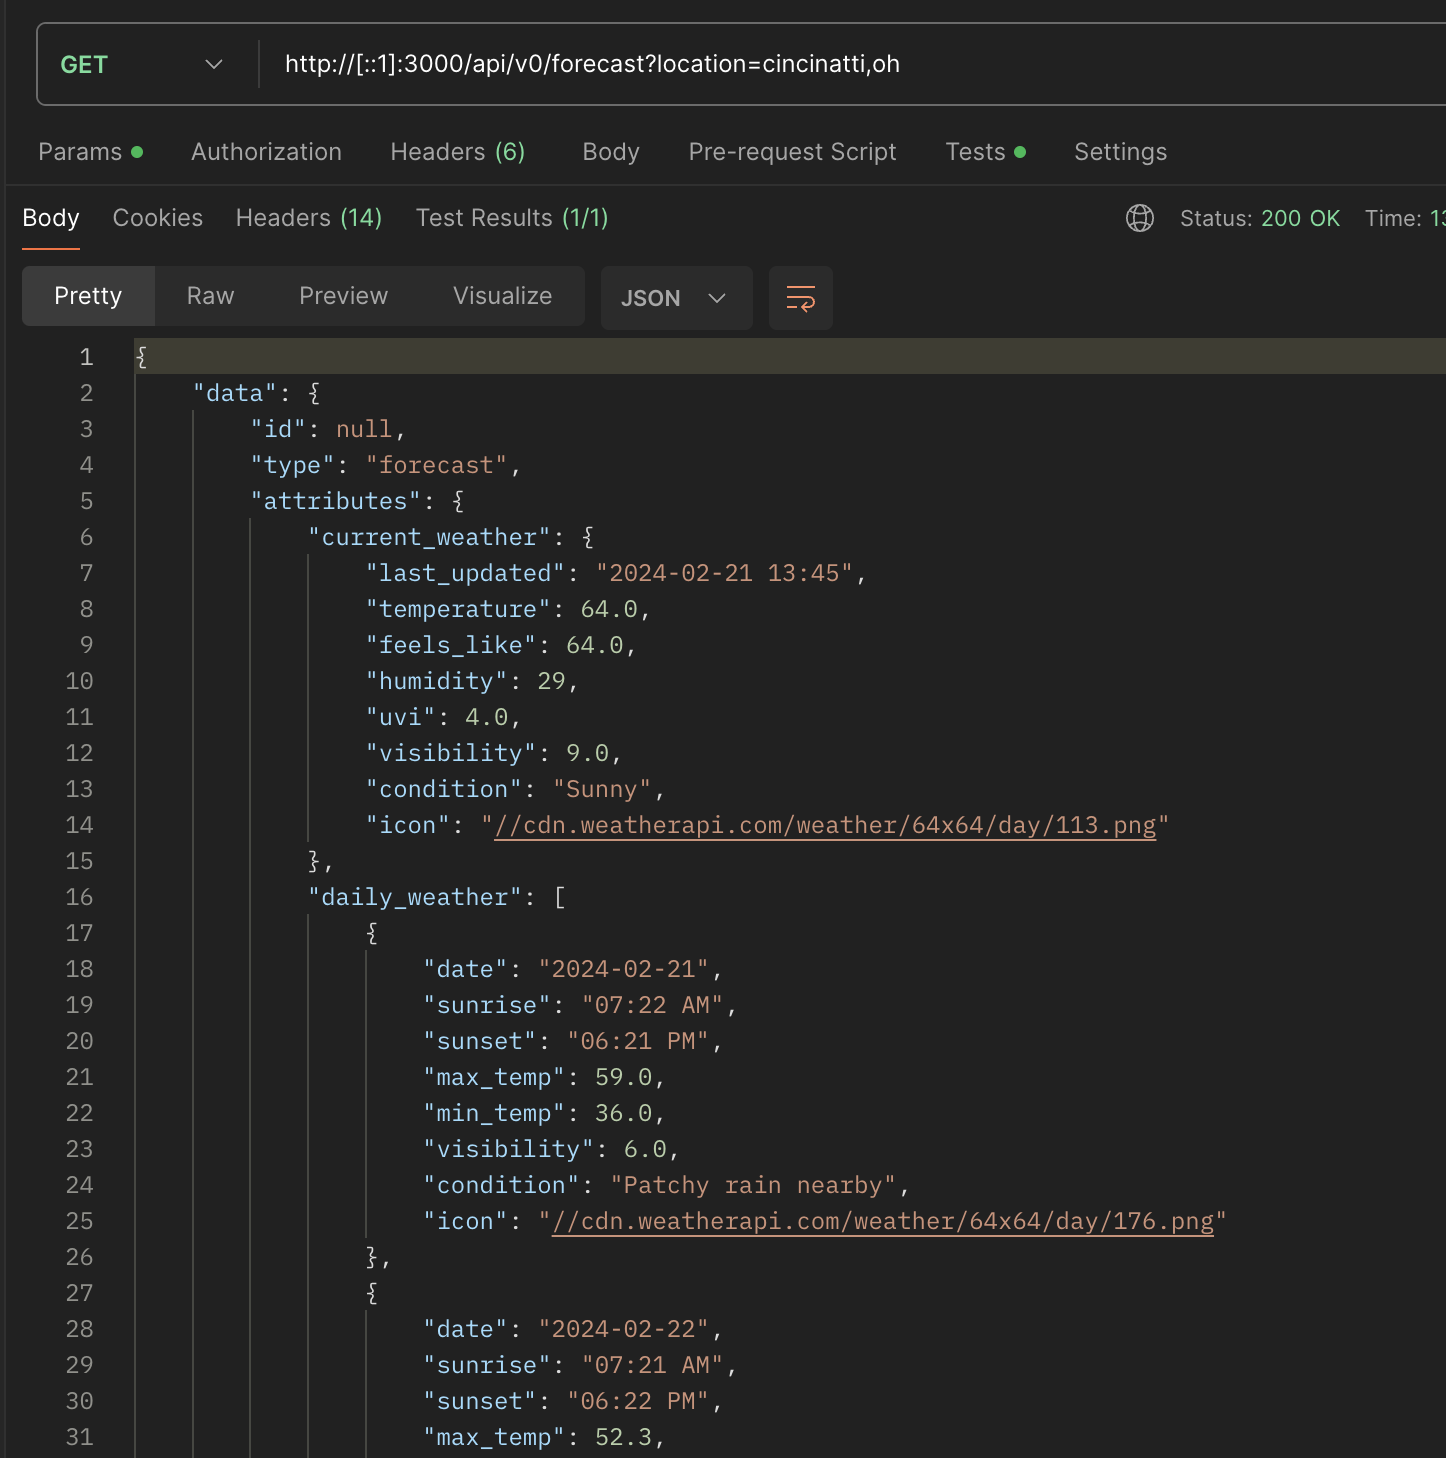 GET http://[::1]:3000/api/v0/forecast?location=cincinatti,oh
Params Authorization Headers (6) Body Pre-request Script Tests Settings
Body Cookies Headers (14) Test Results (1/1) Status: 200 OK Time:
Pretty Raw Preview Visualize JSON
1 {
2 "data": {
3 "id": null,
4 "type": "forecast",
5 "attributes": {
6 "current_weather": {
7 "last_updated": "2024-02-21 13:45",
8 "temperature": 64.0,
9 "feels_like": 64.0,
10 "humidity": 29,
11 "uvi": 4.0,
12 "visibility": 9.0,
13 "condition": "Sunny",
14 "icon": "//cdn.weatherapi.com/weather/64x64/day/113.png"
15 },
16 "daily_weather": [
17 {
18 "date": "2024-02-21",
19 "sunrise": "07:22 AM",
20 "sunset": "06:21 PM",
21 "max_temp": 59.0,
22 "min_temp": 36.0,
23 "visibility": 6.0,
24 "condition": "Patchy rain nearby",
25 "icon": "//cdn.weatherapi.com/weather/64x64/day/176.png"
26 },
27 {
28 "date": "2024-02-22",
29 "sunrise": "07:21 AM",
30 "sunset": "06:22 PM",
31 "max_temp": 52.3,